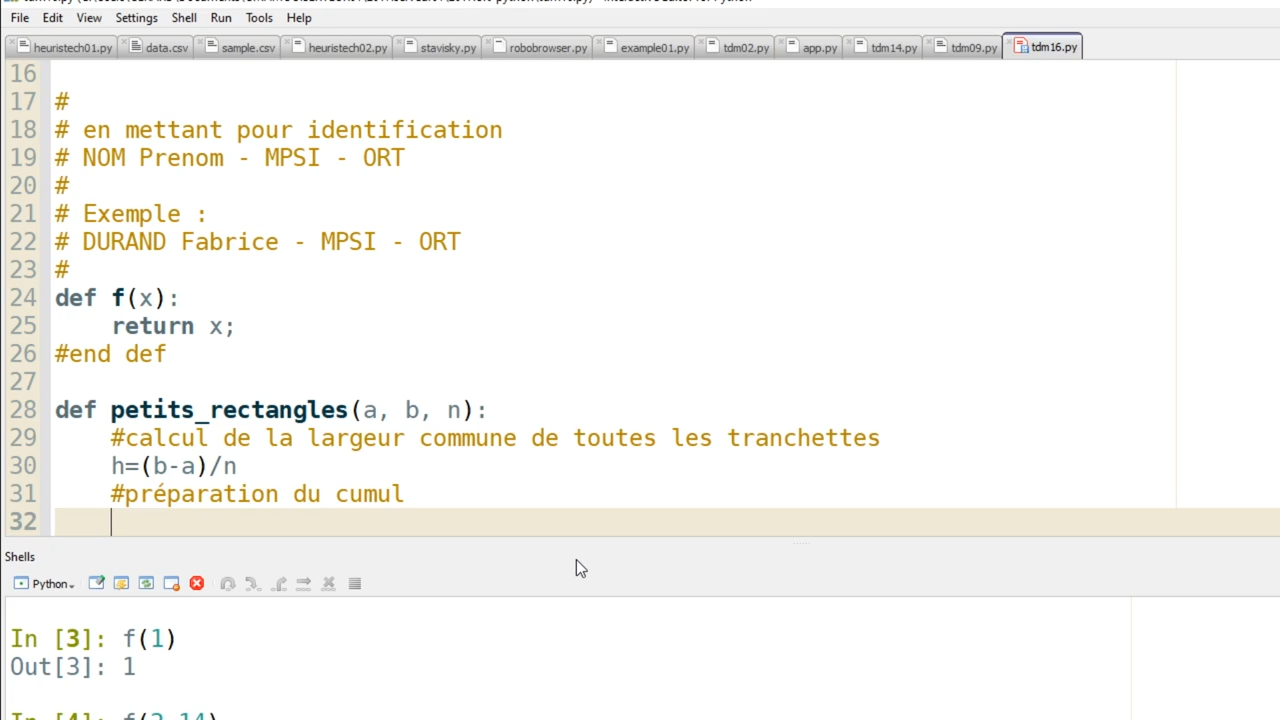 File Edit View Settings Shell Run Tools Help
heuristech01.py data.csv sample.csv heuristech02.py stavisky.py robobrowser.py example01.py tdm02.py app.py tdm14.py tdm09.py tdm16.py
16
17 #
18 # en mettant pour identification
19 # NOM Prenom - MPSI - ORT
20 #
21 # Exemple :
22 # DURAND Fabrice - MPSI - ORT
23 #
24 def f(x):
25 return x;
26 #end def
27
28 def petits_rectangles(a, b, n):
29 #calcul de la largeur commune de toutes les tranchettes
30 h=(b-a)/n
31 #préparation du cumul
32
Shells
Python
In [3]: f(1)
Out[3]: 1
In [4]: f(3.14)